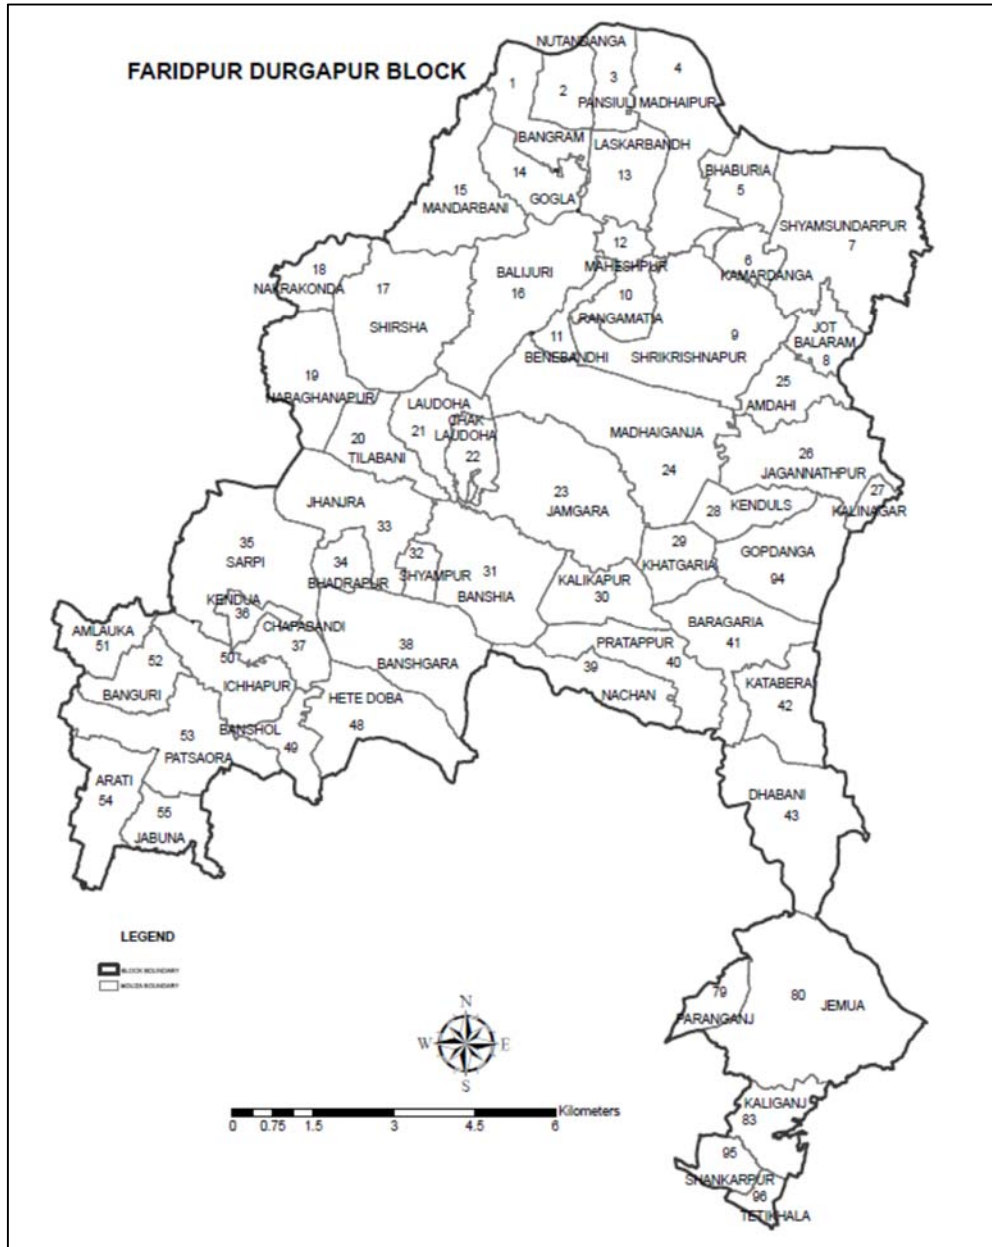 NUTANDANGA
FARIDPUR DURGAPUR BLOCK
1
2
3
4
PANSIULI
MADHAIPUR
BANGRAM
LASKARBANDH
14
13
BHABURIA
5
15
MANDARBANI
GOGLA
SHYAMSUNDARPUR
7
12
MAHESHPUR
6
KAMARDANGA
18
NAKRAKONDA
17
BALIJURI
16
10
RANGAMATIA
SHIRSHA
11
BENEBANDHI
9
SHRIKRISHNAPUR
JOT
BALARAM
8
19
NABAGHANAPUR
25
AMDAHI
LAUDOHA
21
CHAK
LAUDOHA
22
20
TILABANI
MADHAIGANJA
24
26
JAGANNATHPUR
27
KALINAGAR
23
JAMGARA
28
KENDULS
JHANJRA
33
35
SARPI
34
BHADRAPUR
32
SHYAMPUR
31
BANSHIA
29
KHATGARIA
GOPDANGA
94
KALIKAPUR
30
KENDUA
36
CHAPABANDI
37
BARAGARIA
41
AMLAUKA
51
52
50
38
BANSHGARA
PRATAPPUR
40
39
NACHAN
BANGURI
ICHHAPUR
HETE DOBA
48
KATABERA
42
53
PATSAORA
BANSHOL
49
ARATI
54
55
JABUNA
DHABANI
43
LEGEND
BLOCK BOUNDARY
MOUZA BOUNDARY
79
PARANGANJ
80
JEMUA
N
W
E
S
KALIGANJ
83
Kilometers
0 0.75 1.5 3 4.5 6
95
SHANKARPUR
96
TETIKHALA